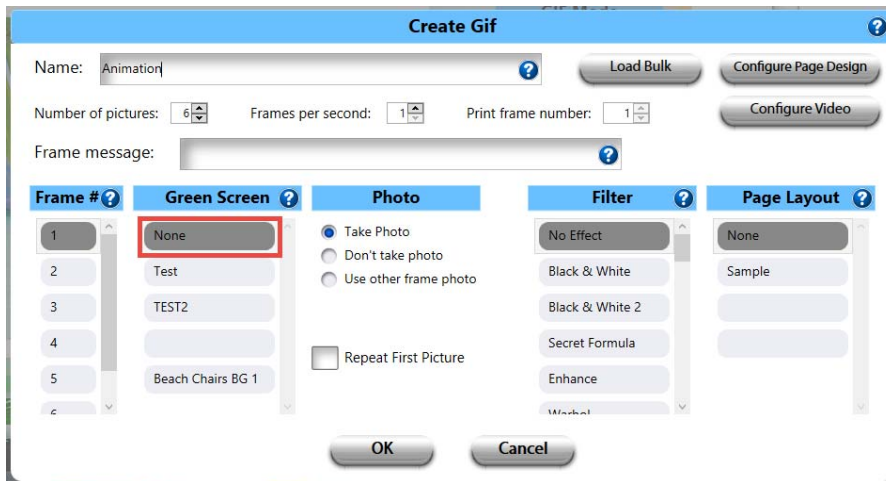 Create Gif
Name: Animation
Load Bulk
Configure Page Design
Number of pictures: 6
Frames per second: 1
Print frame number: 1
Configure Video
Frame message:
Frame #
Green Screen
Photo
Filter
Page Layout
1
None
Take Photo
No Effect
None
Don't take photo
2
Test
Use other frame photo
Black & White
Sample
3
TEST2
Black & White 2
4
Repeat First Picture
Secret Formula
5
Beach Chairs BG 1
Enhance
6
Warhol
OK
Cancel